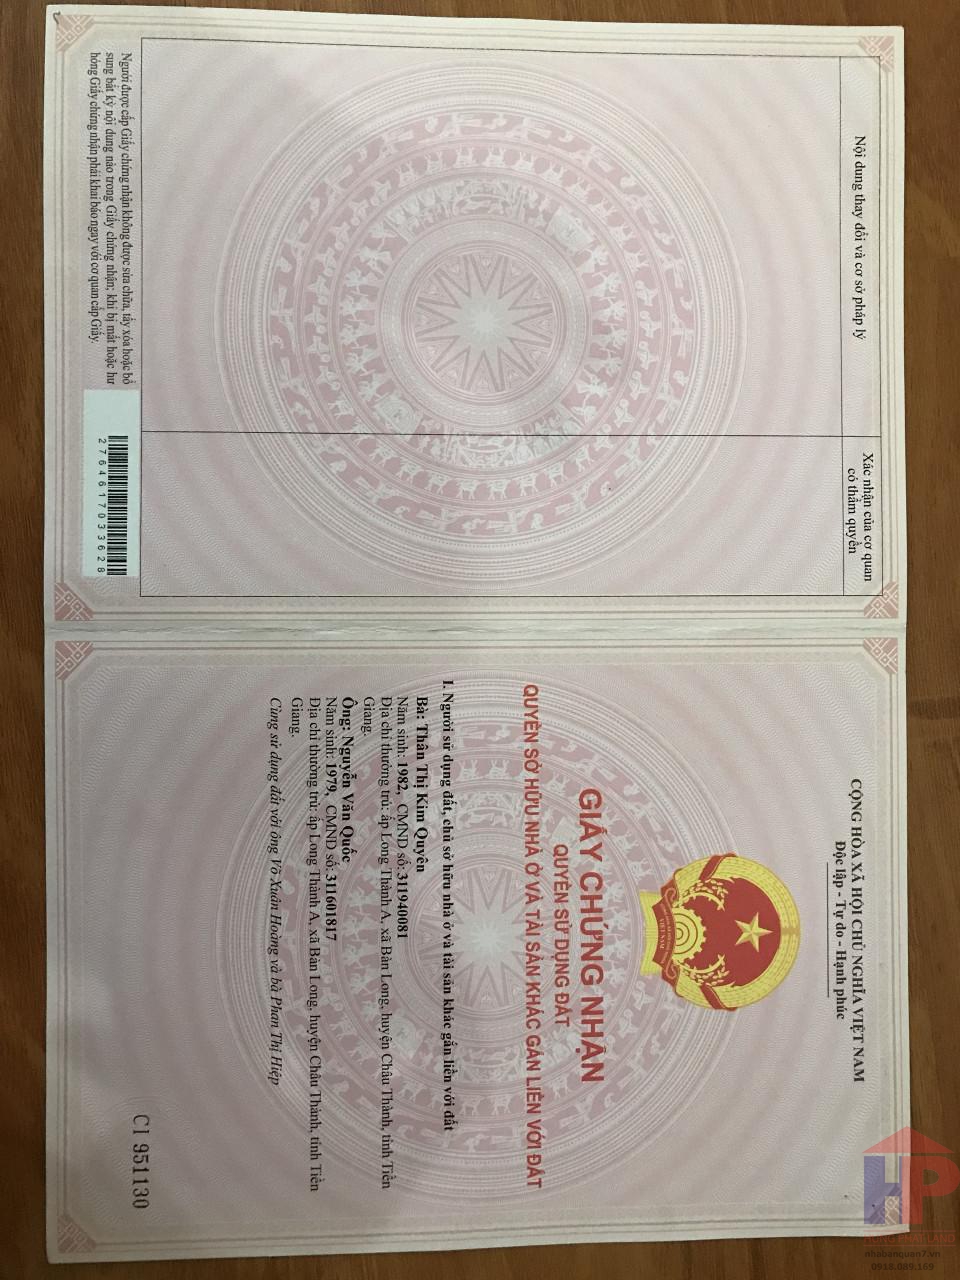 Nội dung thay đổi và cơ sở pháp lý
Xác nhận của cơ quan
có thẩm quyền
Người được cấp Giấy chứng nhận không được sửa chữa, tẩy xóa hoặc bổ
sung bất kỳ nội dung nào trong Giấy chứng nhận; khi bị mất hoặc hư
hỏng Giấy chứng nhận phải khai báo ngay với cơ quan cấp Giấy.
2764617033628
CỘNG HÒA XÃ HỘI CHỦ NGHĨA VIỆT NAM
Độc lập - Tự do - Hạnh phúc
VIỆT NAM
GIẤY CHỨNG NHẬN
QUYỀN SỬ DỤNG ĐẤT
QUYỀN SỞ HỮU NHÀ Ở VÀ TÀI SẢN KHÁC GẮN LIỀN VỚI ĐẤT
I. Người sử dụng đất, chủ sở hữu nhà ở và tài sản khác gắn liền với đất
Bà: Thân Thị Kim Quyên
Năm sinh: 1982, CMND số: 311940081
Địa chỉ thường trú: ấp Long Thành A, xã Bàn Long, huyện Châu Thành, tỉnh Tiền
Giang.
Ông: Nguyễn Văn Quốc
Năm sinh: 1979, CMND số: 311601817
Địa chỉ thường trú: ấp Long Thành A, xã Bàn Long, huyện Châu Thành, tỉnh Tiền
Giang.
Cùng sử dụng đất với ông Võ Xuân Hoàng và bà Phan Thị Hiệp
CI 951130
HP
nhabanquan7.vn
0918.089.169